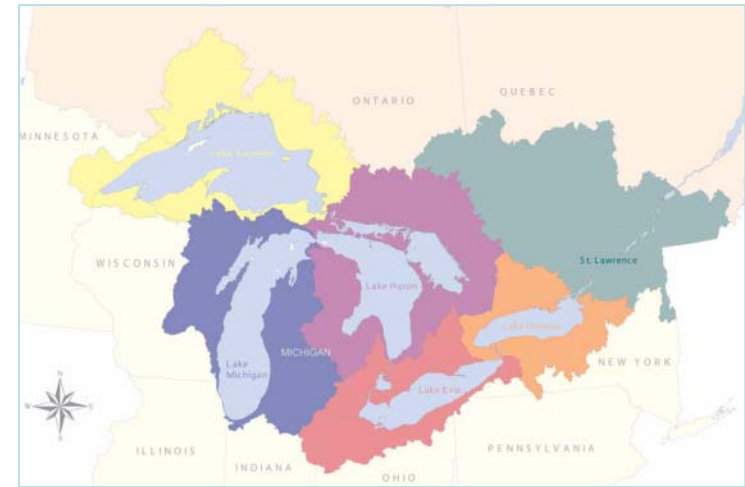 QUEBEC
ONTARIO
MINNESOTA
Lake Superior
WISCONSIN
St. Lawrence
Lake Huron
Lake Ontario
MICHIGAN
Lake
Michigan
NEW YORK
Lake Erie
N
W E
S
ILLINOIS
INDIANA
OHIO
PENNSYLVANIA